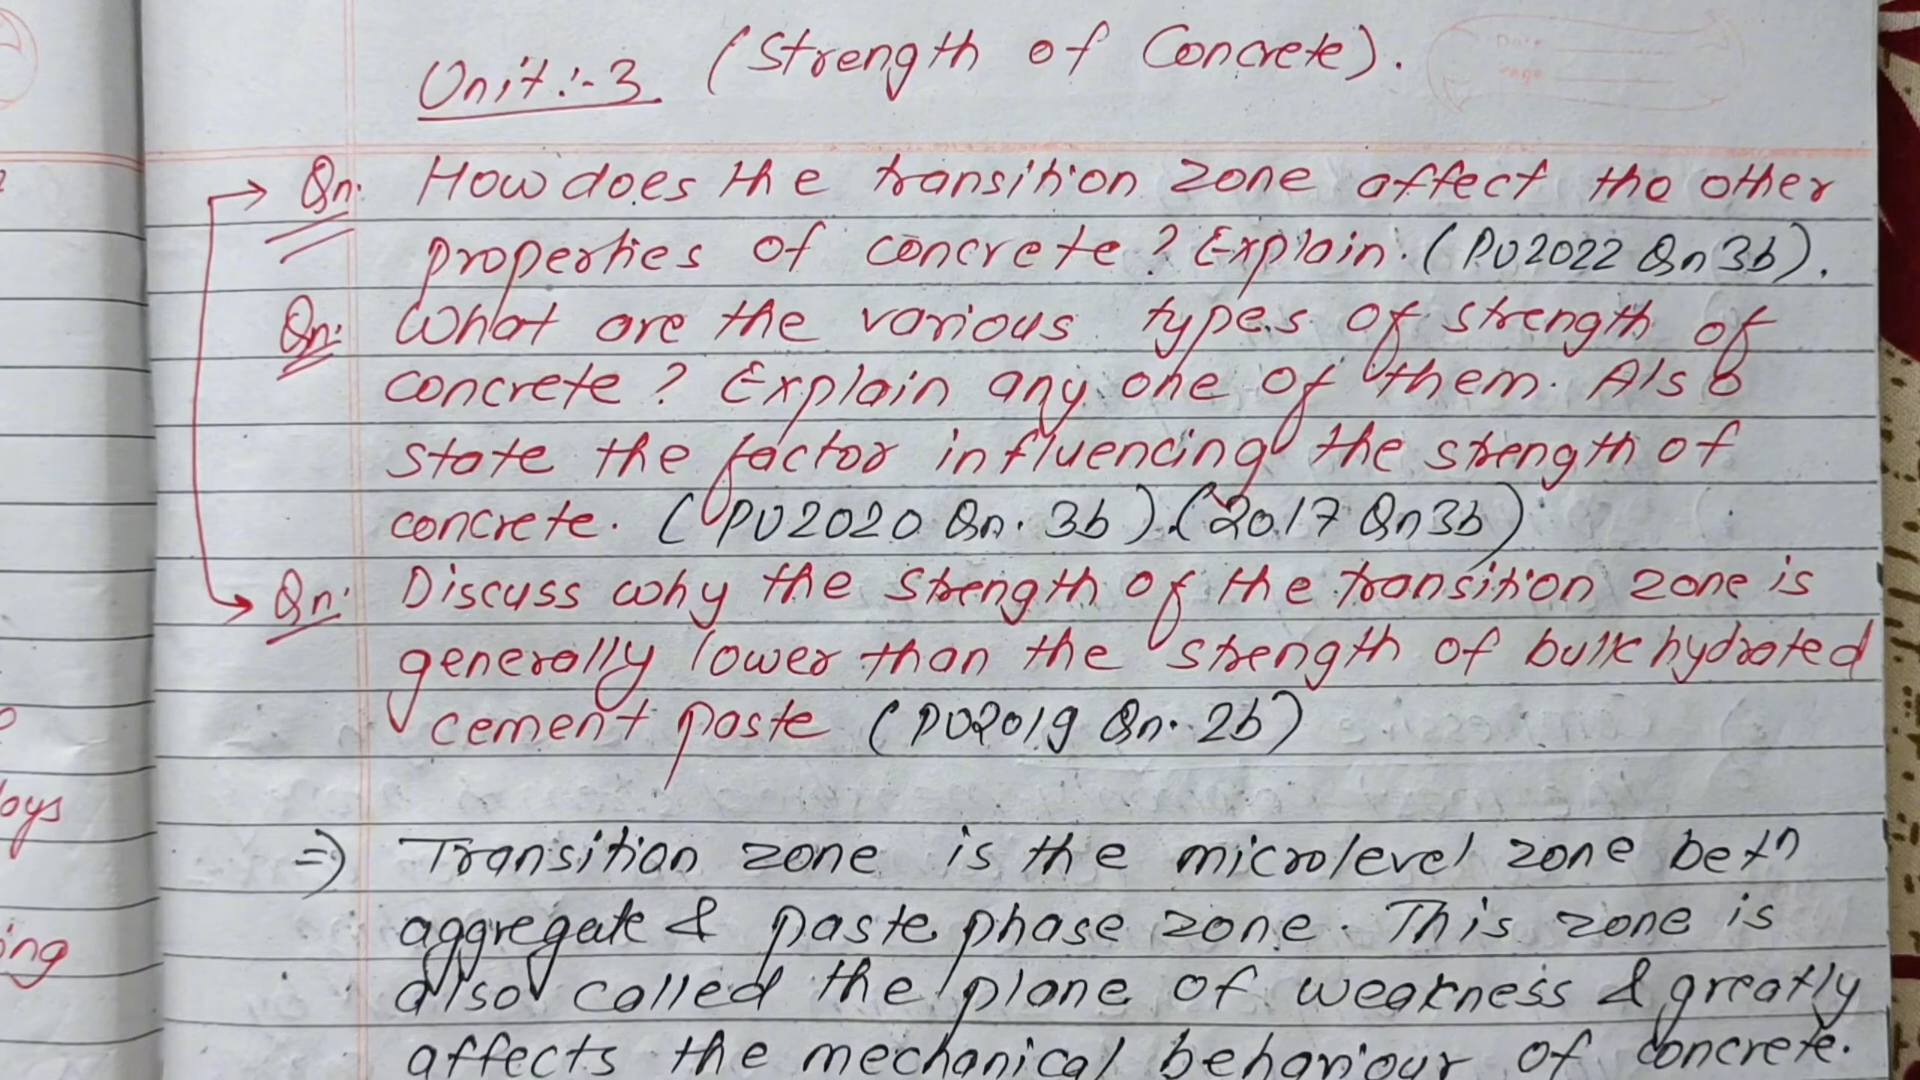 Unit:-3 (Strength of Concrete).
Date
Page
Qn: How does the transition zone affect the other
properties of concrete? Explain. (PU2022 Qn 3b).
Qn: What are the various types of strength of
concrete? Explain any one of them. Also
state the factor influencing the strength of
concrete. (PU2020 Qn. 3b).(2017 Qn3b)
Qn: Discuss why the strength of the transition zone is
generally lower than the strength of bulk hydrated
cement paste (PU2019 Qn. 2b)
oys
ing
=) Transition zone is the microlevel zone betn
aggregate & paste phase zone. This zone is
also called the plane of weakness & greatly
affects the mechanical behaviour of concrete.